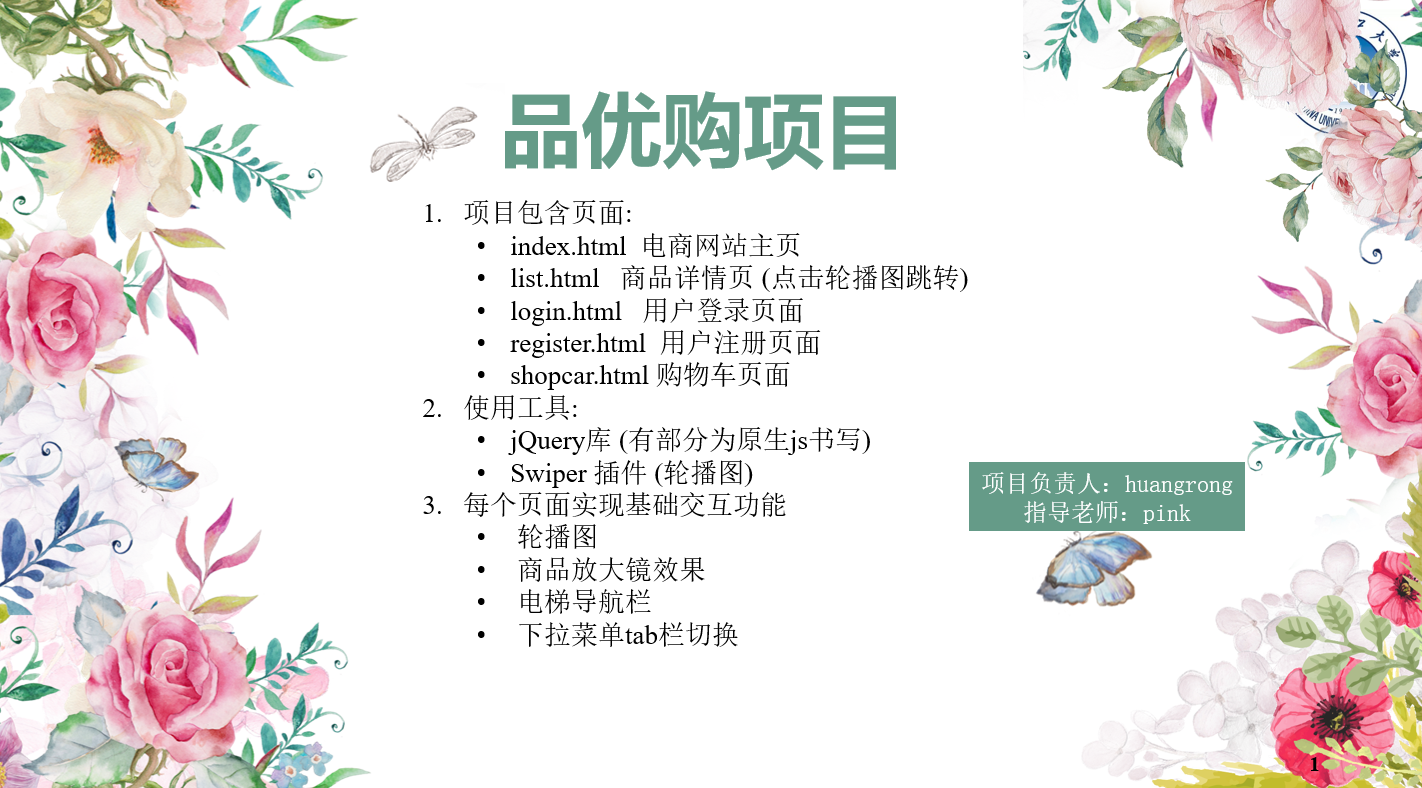 品优购项目
1. 项目包含页面:
• index.html 电商网站主页
• list.html 商品详情页 (点击轮播图跳转)
• login.html 用户登录页面
• register.html 用户注册页面
• shopcar.html 购物车页面
2. 使用工具:
• jQuery库 (有部分为原生js书写)
• Swiper 插件 (轮播图)
3. 每个页面实现基础交互功能
• 轮播图
• 商品放大镜效果
• 电梯导航栏
• 下拉菜单tab栏切换
项目负责人：huangrong
指导老师：pink
1